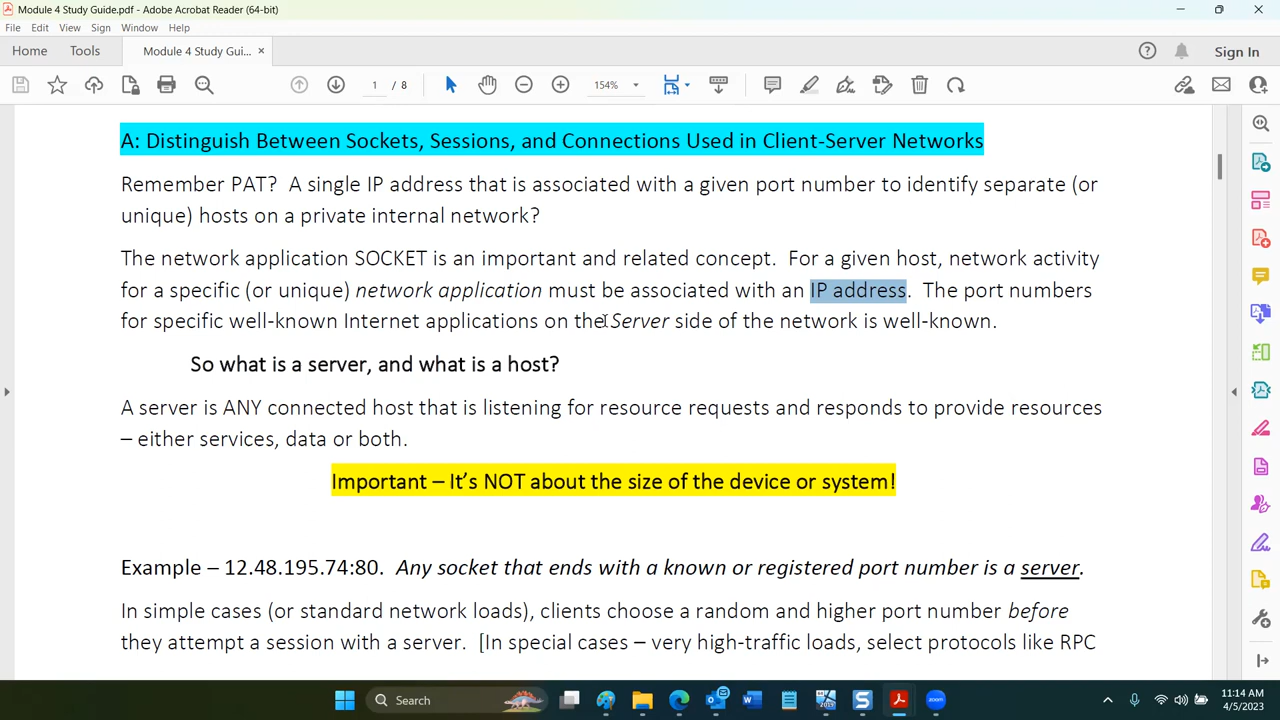 Module 4 Study Guide.pdf - Adobe Acrobat Reader (64-bit)
File Edit View Sign Window Help
Home Tools Module 4 Study Gui... × Sign In
1 / 8 154%
A: Distinguish Between Sockets, Sessions, and Connections Used in Client-Server Networks
Remember PAT? A single IP address that is associated with a given port number to identify separate (or
unique) hosts on a private internal network?
The network application SOCKET is an important and related concept. For a given host, network activity
for a specific (or unique) network application must be associated with an IP address. The port numbers
for specific well-known Internet applications on the Server side of the network is well-known.
So what is a server, and what is a host?
A server is ANY connected host that is listening for resource requests and responds to provide resources
– either services, data or both.
Important – It’s NOT about the size of the device or system!
Example – 12.48.195.74:80. Any socket that ends with a known or registered port number is a server.
In simple cases (or standard network loads), clients choose a random and higher port number before
they attempt a session with a server. [In special cases – very high-traffic loads, select protocols like RPC
Search
11:14 AM
4/5/2023